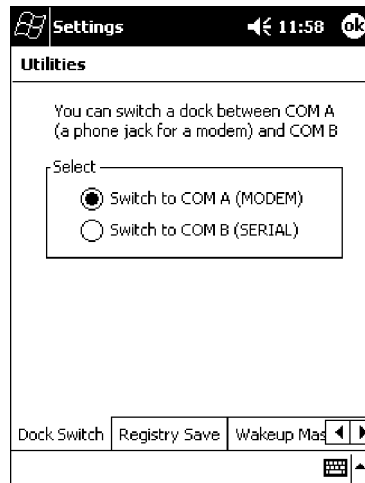 Settings 11:58 ok
Utilities
You can switch a dock between COM A
(a phone jack for a modem) and COM B
Select
Switch to COM A (MODEM)
Switch to COM B (SERIAL)
Dock Switch Registry Save Wakeup Mas